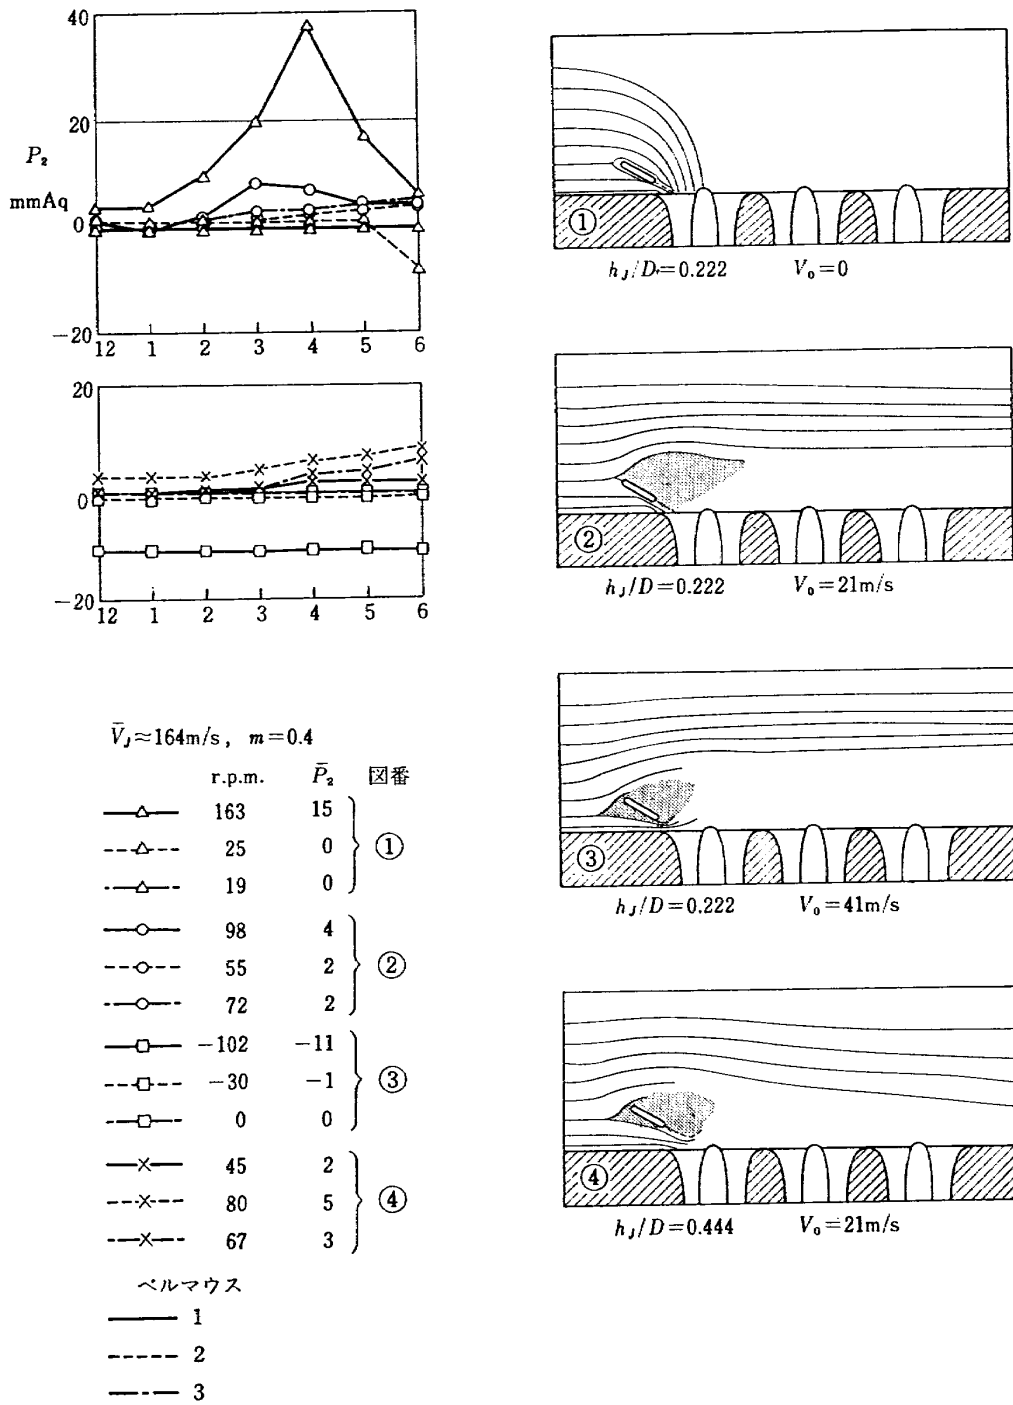 40
20
P₂
mmAq
0
−20
12 1 2 3 4 5 6
20
0
−20
12 1 2 3 4 5 6
V̄_J≈164m/s, m=0.4
r.p.m. P̄₂ 図番
163 15
25 0 ①
19 0
98 4
55 2 ②
72 2
−102 −11
−30 −1 ③
0 0
45 2
80 5 ④
67 3
ベルマウス
1
2
3
①
h_J/D=0.222 V₀=0
②
h_J/D=0.222 V₀=21m/s
③
h_J/D=0.222 V₀=41m/s
④
h_J/D=0.444 V₀=21m/s